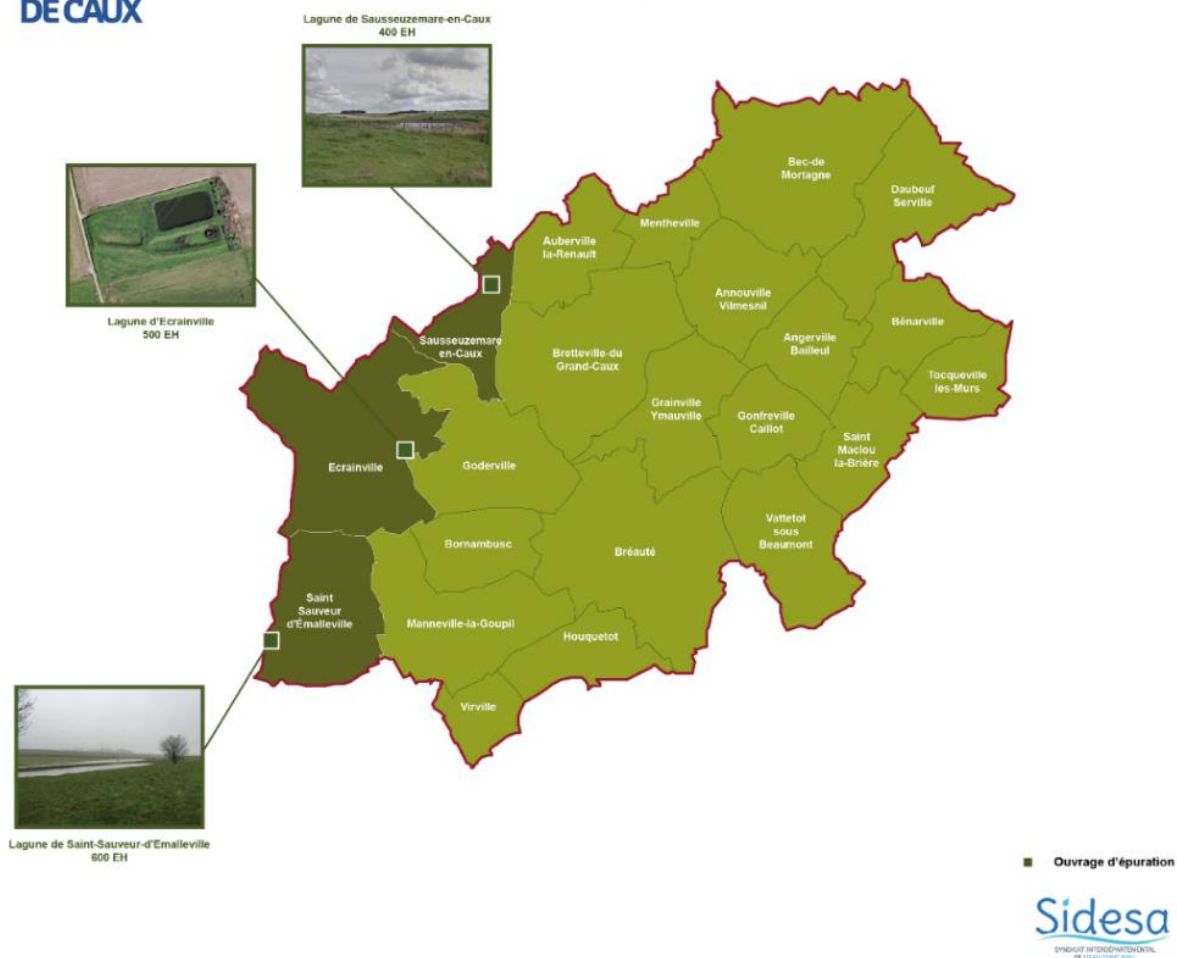 DE CAUX
Lagune de Sausseuzemare-en-Caux
400 EH
Lagune d'Ecrainville
500 EH
Bec-de
Mortagne
Daubeuf
Serville
Mentheville
Auberville
la-Renault
Annouville
Vilmesnil
Bénarville
Angerville
Bailleul
Sausseuzemare
en-Caux
Bretteville-du
Grand-Caux
Tocqueville
les-Murs
Grainville
Ymauville
Gonfreville
Caillot
Saint
Maclou
la-Brière
Ecrainville
Goderville
Vattetot
sous
Beaumont
Bornambusc
Bréauté
Saint
Sauveur
d'Émalleville
Manneville-la-Goupil
Houquetot
Virville
Lagune de Saint-Sauveur-d'Emalleville
600 EH
Ouvrage d'épuration
Sidesa
SYNDICAT INTERDÉPARTEMENTAL